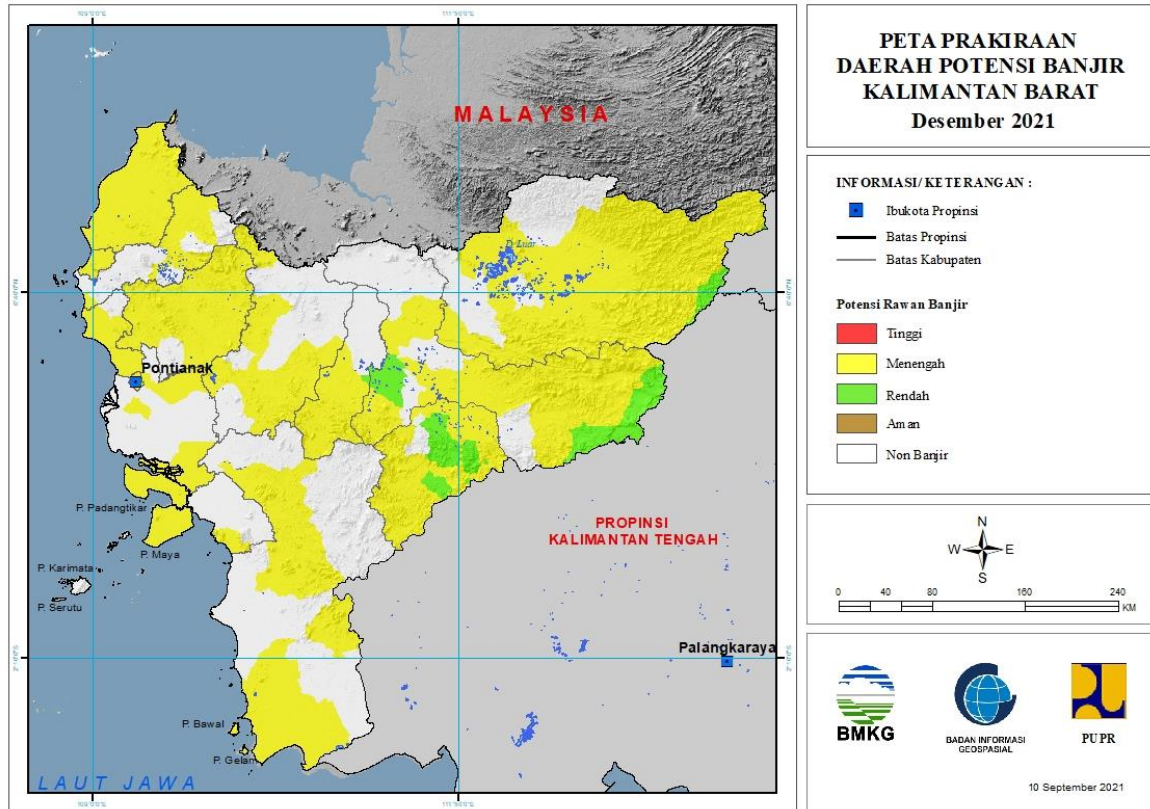 PETA PRAKIRAAN
DAERAH POTENSI BANJIR
KALIMANTAN BARAT
Desember 2021
INFORMASI/ KETERANGAN :
Ibukota Propinsi
Batas Propinsi
Batas Kabupaten
Potensi Rawan Banjir
Tinggi
Menengah
Rendah
Aman
Non Banjir
N
W E
S
0 40 80 160 240
KM
BMKG
BADAN INFORMASI
GEOSPASIAL
PUPR
10 September 2021
MALAYSIA
D. Luar
Pontianak
P. Padangtikar
P. Maya
P. Karimata
P. Serutu
PROPINSI
KALIMANTAN TENGAH
Palangkaraya
P. Bawal
P. Gelam
LAUT JAWA